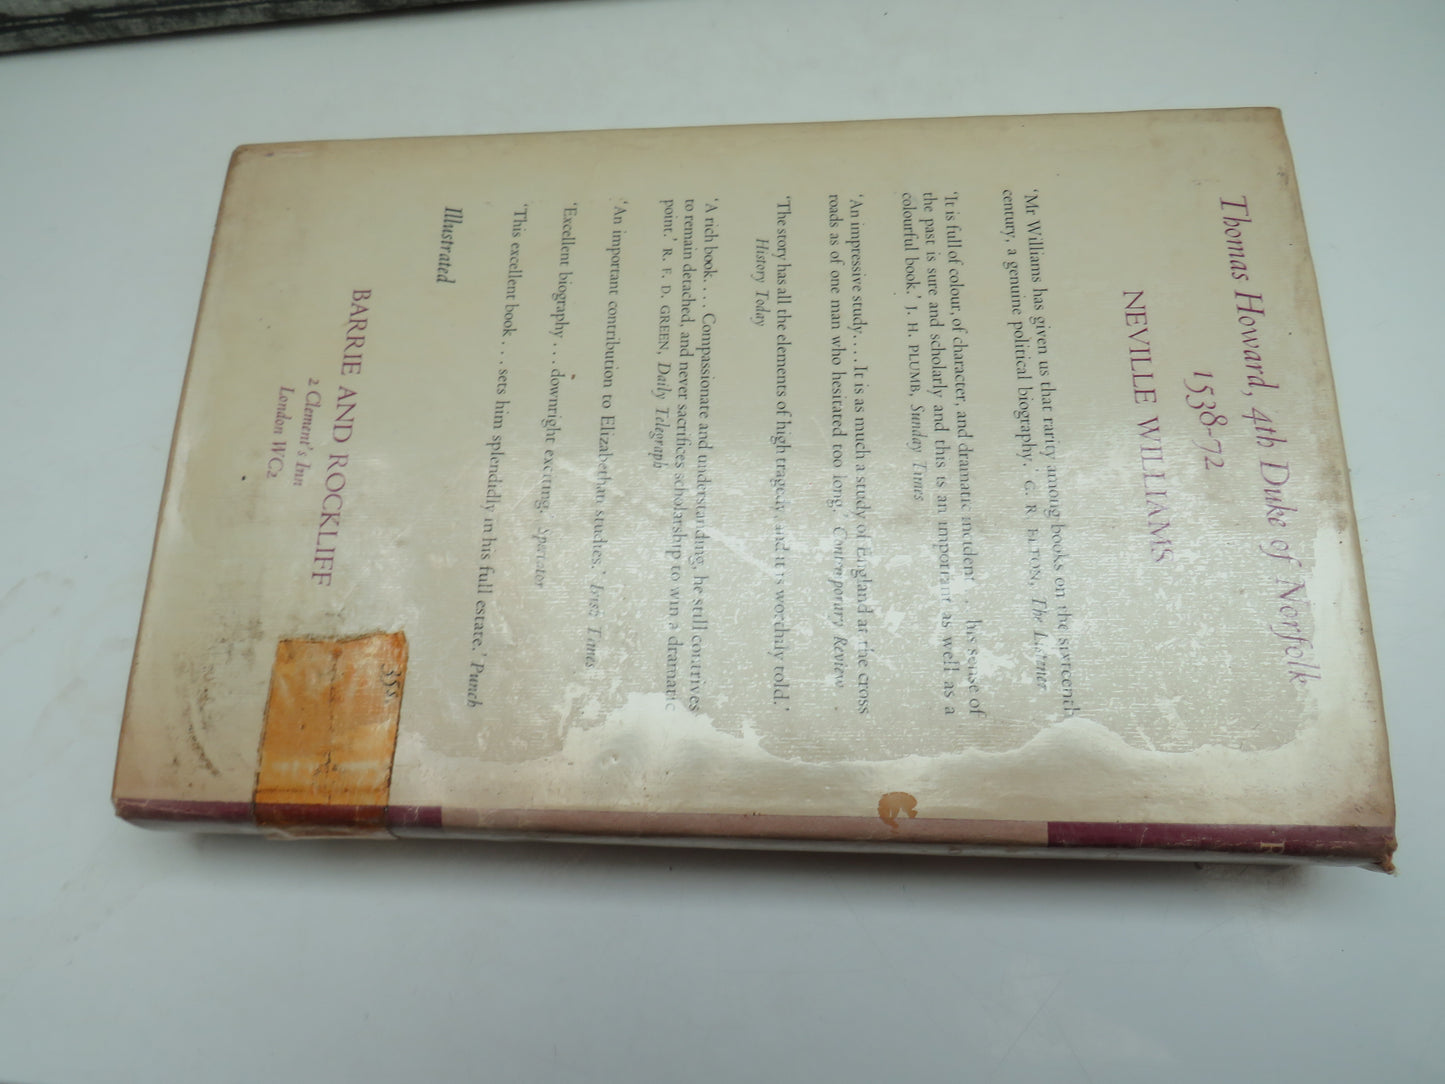 Thomas Howard, 4th Duke of Norfolk
1538-72
NEVILLE WILLIAMS
'Mr Williams has given us that rarity among books on the sixteenth
century, a genuine political biography.' G. R. ELTON, The Listener
'It is full of colour, of character, and dramatic incident . . his sense of
the past is sure and scholarly and this is an important as well as a
colourful book.' J. H. PLUMB, Sunday Times
'An impressive study. . . . It is as much a study of England at the cross
roads as of one man who hesitated too long.' Contemporary Review
'The story has all the elements of high tragedy and it is worthily told.'
History Today
'A rich book. . . . Compassionate and understanding, he still contrives
to remain detached, and never sacrifices scholarship to win a dramatic
point.' R. F. D. GREEN, Daily Telegraph
'An important contribution to Elizabethan studies.' Irish Times
'Excellent biography . . . downright exciting.' Spectator
'This excellent book . . . sets him splendidly in his full estate.' Punch
Illustrated
BARRIE AND ROCKLIFF
2 Clement's Inn
London WC2
35s.